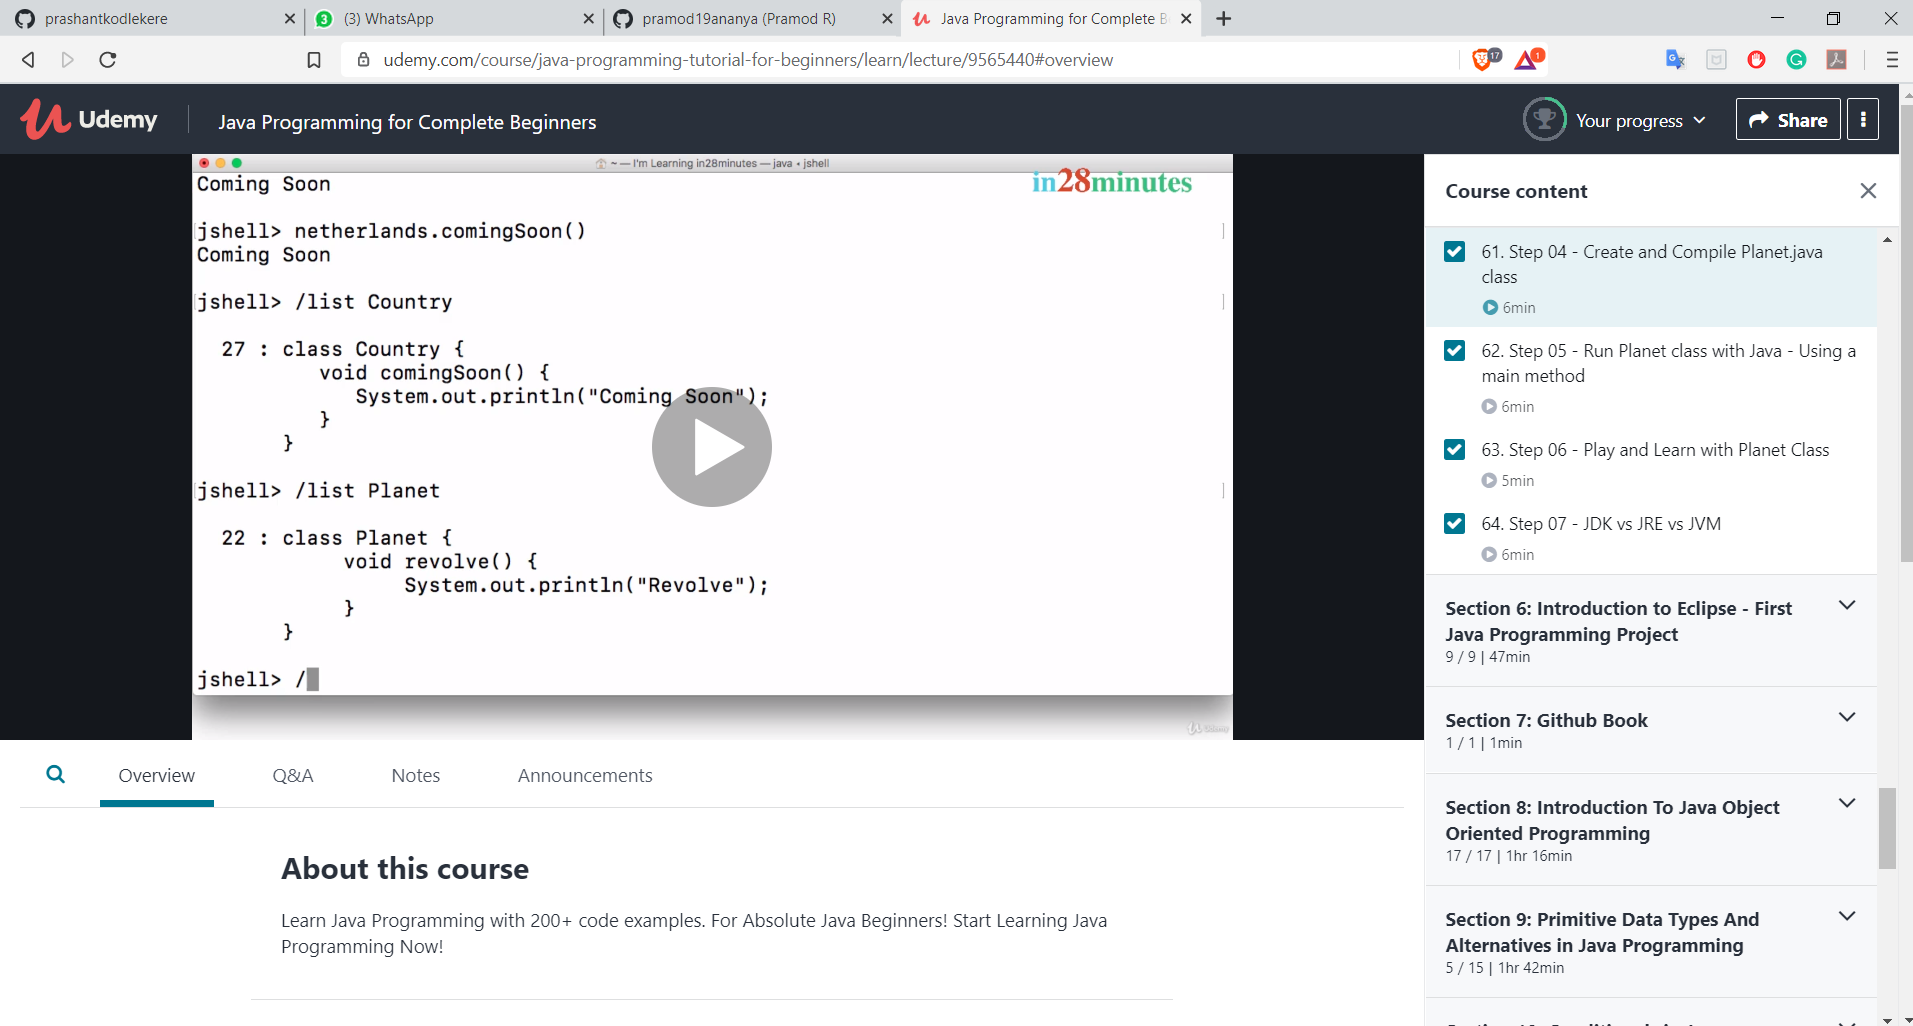 prashantkodlekere
(3) WhatsApp
pramod19ananya (Pramod R)
Java Programming for Complete B
udemy.com/course/java-programming-tutorial-for-beginners/learn/lecture/9565440#overview
17
1
Udemy
Java Programming for Complete Beginners
Your progress
Share
~ — I'm Learning in28minutes — java • jshell
in28minutes
Coming Soon
jshell> netherlands.comingSoon()
Coming Soon
jshell> /list Country
27 : class Country {
void comingSoon() {
System.out.println("Coming Soon");
}
}
jshell> /list Planet
22 : class Planet {
void revolve() {
System.out.println("Revolve");
}
}
jshell> /
Udemy
Course content
61. Step 04 - Create and Compile Planet.java
class
6min
62. Step 05 - Run Planet class with Java - Using a
main method
6min
63. Step 06 - Play and Learn with Planet Class
5min
64. Step 07 - JDK vs JRE vs JVM
6min
Section 6: Introduction to Eclipse - First
Java Programming Project
9 / 9 | 47min
Section 7: Github Book
1 / 1 | 1min
Section 8: Introduction To Java Object
Oriented Programming
17 / 17 | 1hr 16min
Section 9: Primitive Data Types And
Alternatives in Java Programming
5 / 15 | 1hr 42min
Overview
Q&A
Notes
Announcements
About this course
Learn Java Programming with 200+ code examples. For Absolute Java Beginners! Start Learning Java
Programming Now!